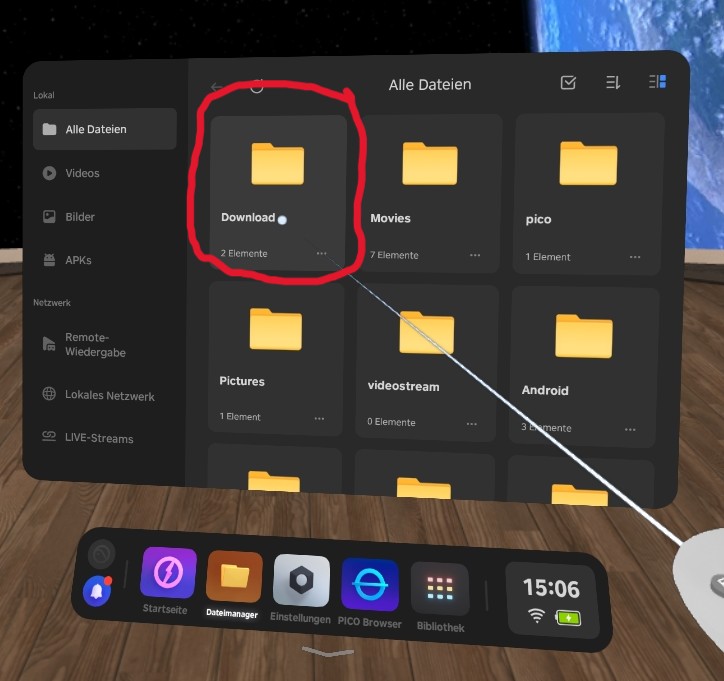 Lokal
Alle Dateien
Videos
Bilder
APKs
Netzwerk
Remote-
Wiedergabe
Lokales Netzwerk
LIVE-Streams
Alle Dateien
Download
2 Elemente
Movies
7 Elemente
pico
1 Element
Pictures
1 Element
videostream
0 Elemente
Android
3 Elemente
Startseite
Dateimanager
Einstellungen
PICO Browser
Bibliothek
15:06